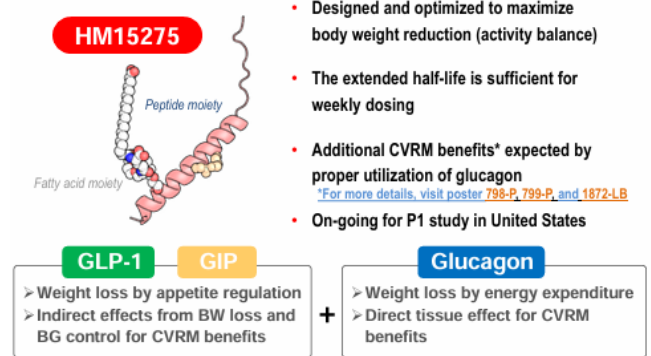 HM15275
Peptide moiety
Fatty acid moiety
• Designed and optimized to maximize
body weight reduction (activity balance)
• The extended half-life is sufficient for
weekly dosing
• Additional CVRM benefits* expected by
proper utilization of glucagon
*For more details, visit poster 798-P, 799-P, and 1872-LB
• On-going for P1 study in United States
GLP-1 GIP
➢Weight loss by appetite regulation
➢Indirect effects from BW loss and
BG control for CVRM benefits
+
Glucagon
➢Weight loss by energy expenditure
➢Direct tissue effect for CVRM
benefits